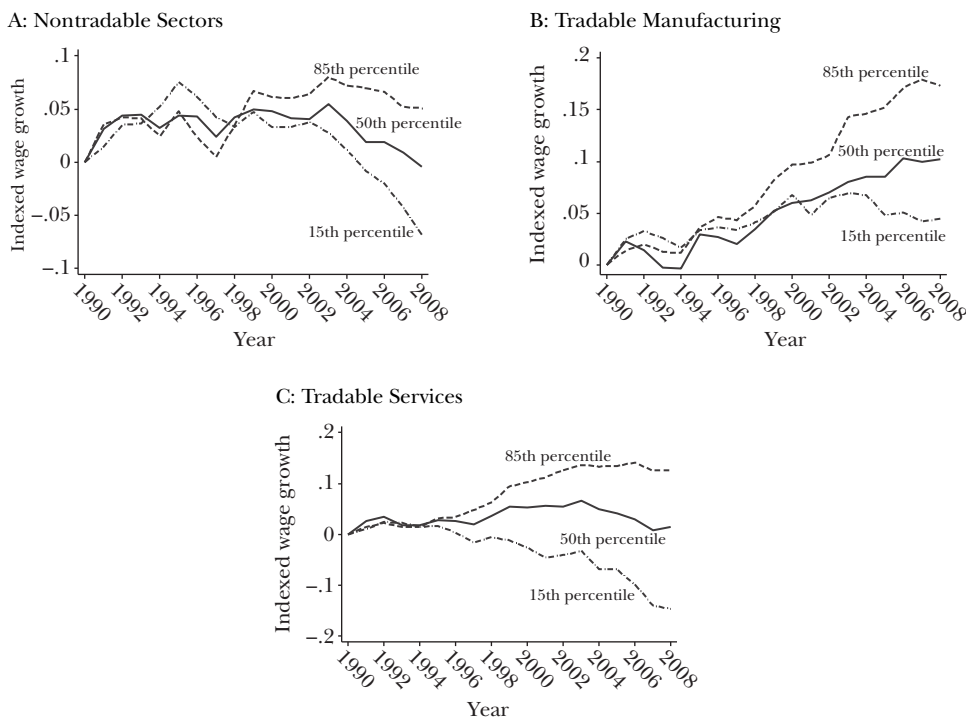 A: Nontradable Sectors
Indexed wage growth
.1
.05
0
−.05
−.1
85th percentile
50th percentile
15th percentile
1990
1992
1994
1996
1998
2000
2002
2004
2006
2008
Year
B: Tradable Manufacturing
Indexed wage growth
.2
.15
.1
.05
0
85th percentile
50th percentile
15th percentile
1990
1992
1994
1996
1998
2000
2002
2004
2006
2008
Year
C: Tradable Services
Indexed wage growth
.2
.1
0
−.1
−.2
85th percentile
50th percentile
15th percentile
1990
1992
1994
1996
1998
2000
2002
2004
2006
2008
Year